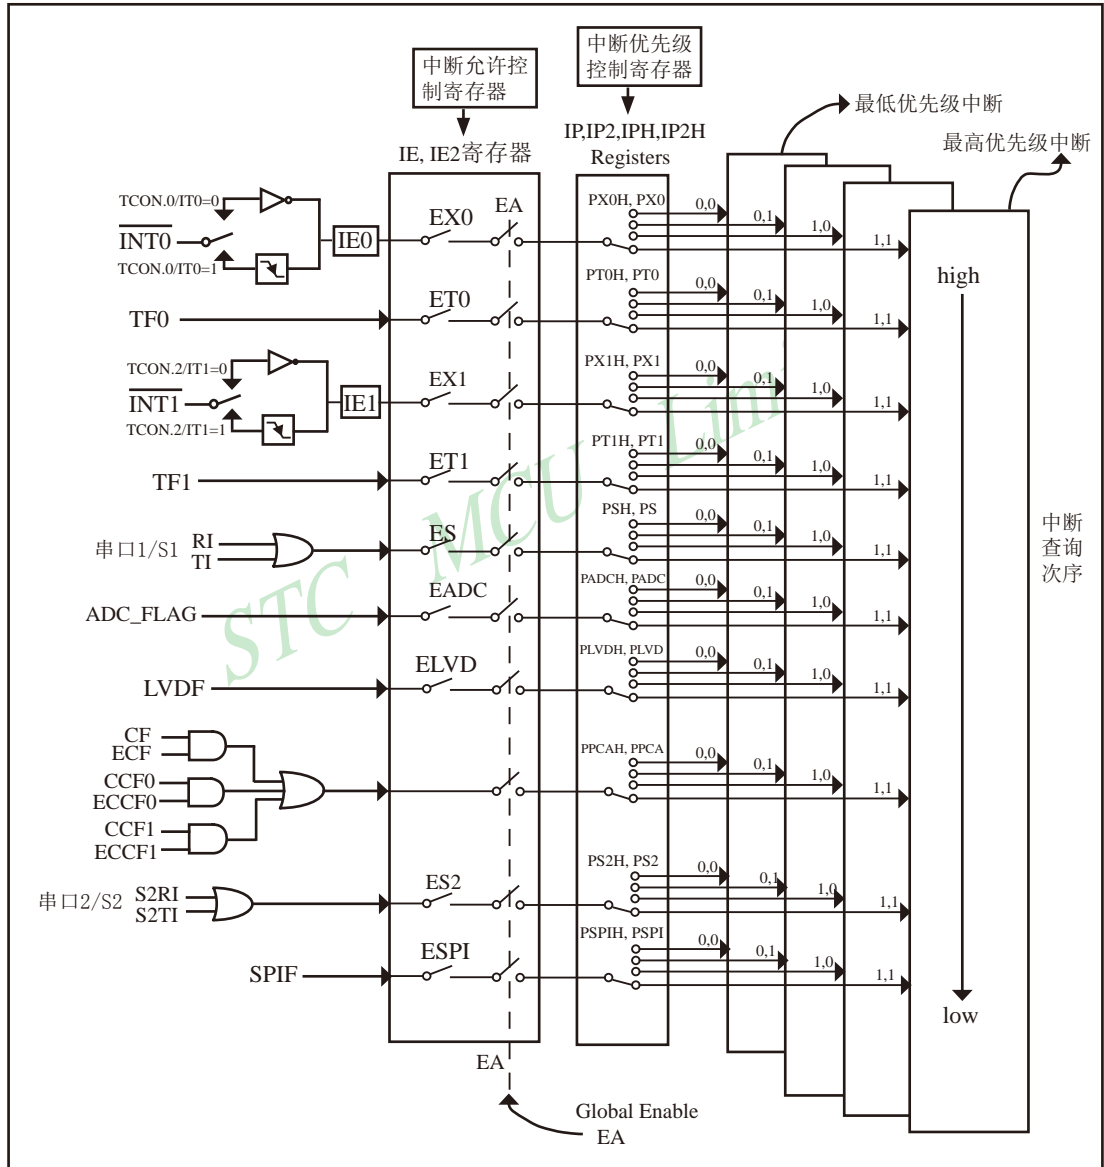 中断允许控
制寄存器
中断优先级
控制寄存器
最低优先级中断
最高优先级中断
IE, IE2寄存器
IP,IP2,IPH,IP2H
Registers
TCON.0/IT0=0
INT0
TCON.0/IT0=1
IE0
EX0
EA
PX0H, PX0
0,0
0,1
1,0
1,1
high
TF0
ET0
PT0H, PT0
0,0
0,1
1,0
1,1
TCON.2/IT1=0
INT1
TCON.2/IT1=1
IE1
EX1
PX1H, PX1
0,0
0,1
1,0
1,1
TF1
ET1
PT1H, PT1
0,0
0,1
1,0
1,1
串口1/S1
RI
TI
ES
PSH, PS
0,0
0,1
1,0
1,1
中断
查询
次序
ADC_FLAG
EADC
PADCH, PADC
0,0
0,1
1,0
1,1
LVDF
ELVD
PLVDH, PLVD
0,0
0,1
1,0
1,1
CF
ECF
CCF0
ECCF0
CCF1
ECCF1
PPCAH, PPCA
0,0
0,1
1,0
1,1
串口2/S2
S2RI
S2TI
ES2
PS2H, PS2
0,0
0,1
1,0
1,1
SPIF
ESPI
PSPIH, PSPI
0,0
0,1
1,0
1,1
low
EA
Global Enable
EA
STC MCU